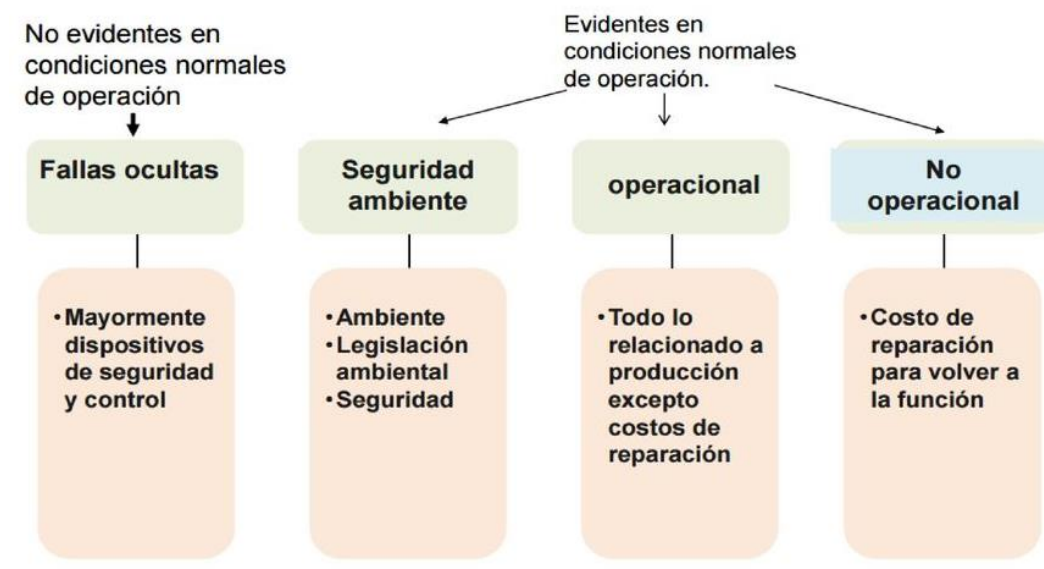 No evidentes en
condiciones normales
de operación
Evidentes en
condiciones normales
de operación.
Fallas ocultas
Seguridad
ambiente
operacional
No
operacional
•Mayormente
dispositivos
de seguridad
y control
•Ambiente
•Legislación
ambiental
•Seguridad
•Todo lo
relacionado a
producción
excepto
costos de
reparación
•Costo de
reparación
para volver a
la función